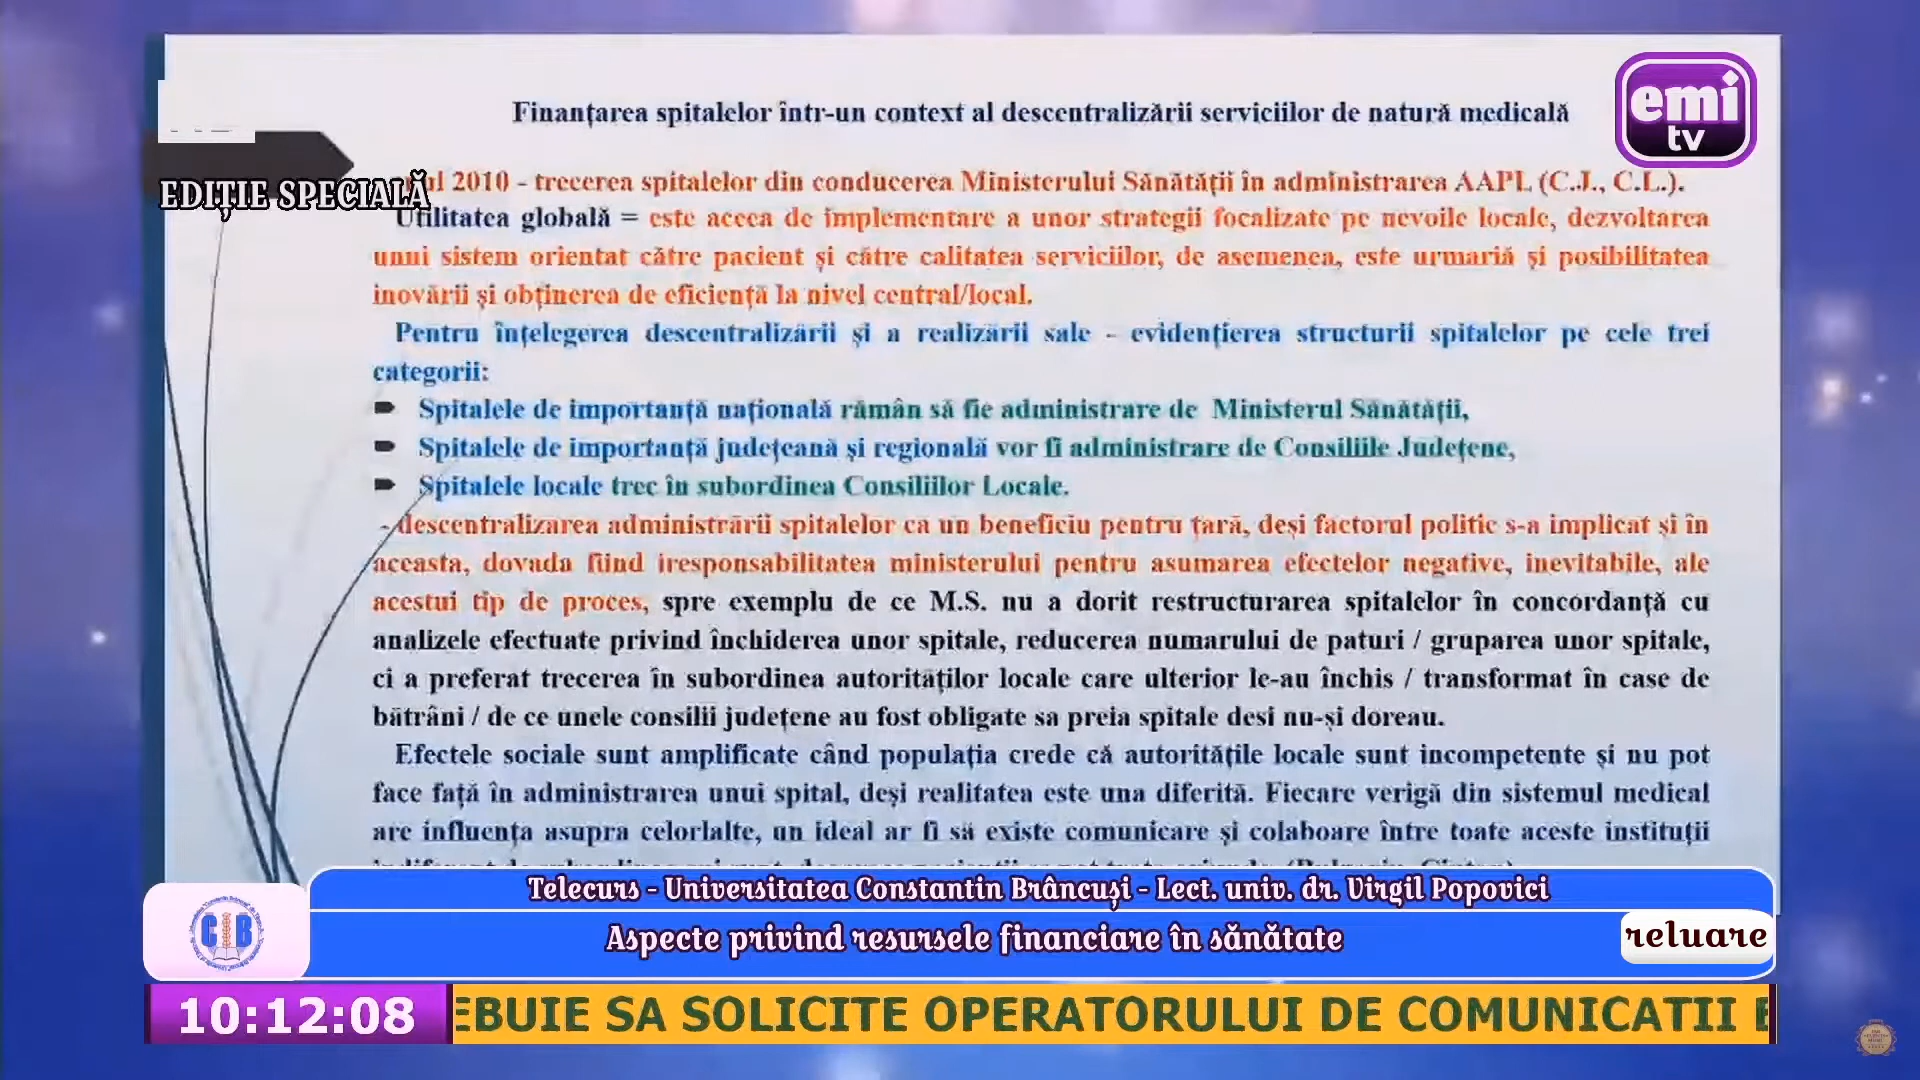 emi
tv
Finanțarea spitalelor într-un context al descentralizării serviciilor de natură medicală
2010 - trecerea spitalelor din conducerea Ministerului Sănătății în administrarea AAPL (C.J., C.L.).
EDIȚIE SPECIALĂ
Utilitatea globală = este aceea de implementare a unor strategii focalizate pe nevoile locale, dezvoltarea
unui sistem orientat către pacient și către calitatea serviciilor, de asemenea, este urmariă și posibilitatea
inovării și obținerea de eficiență la nivel central/local.
Pentru înțelegerea descentralizării și a realizării sale - evidențierea structurii spitalelor pe cele trei
categorii:
Spitalele de importanță națională rămân să fie administrare de Ministerul Sănătății,
Spitalele de importanță județeană și regională vor fi administrare de Consiliile Județene,
Spitalele locale trec în subordinea Consiliilor Locale.
- descentralizarea administrării spitalelor ca un beneficiu pentru țară, deși factorul politic s-a implicat și în
aceasta, dovada fiind iresponsabilitatea ministerului pentru asumarea efectelor negative, inevitabile, ale
acestui tip de proces, spre exemplu de ce M.S. nu a dorit restructurarea spitalelor în concordanță cu
analizele efectuate privind închiderea unor spitale, reducerea numarului de paturi / gruparea unor spitale,
ci a preferat trecerea în subordinea autorităților locale care ulterior le-au închis / transformat în case de
bătrâni / de ce unele consilii județene au fost obligate sa preia spitale desi nu-și doreau.
Efectele sociale sunt amplificate când populația crede că autoritățile locale sunt incompetente și nu pot
face față în administrarea unui spital, deși realitatea este una diferită. Fiecare verigă din sistemul medical
are influența asupra celorlalte, un ideal ar fi să existe comunicare și colaboare între toate aceste instituții
Telecurs - Universitatea Constantin Brâncuși - Lect. univ. dr. Virgil Popovici
Aspecte privind resursele financiare în sănătate
reluare
CIB
10:12:08
EBUIE SA SOLICITE OPERATORULUI DE COMUNICATII